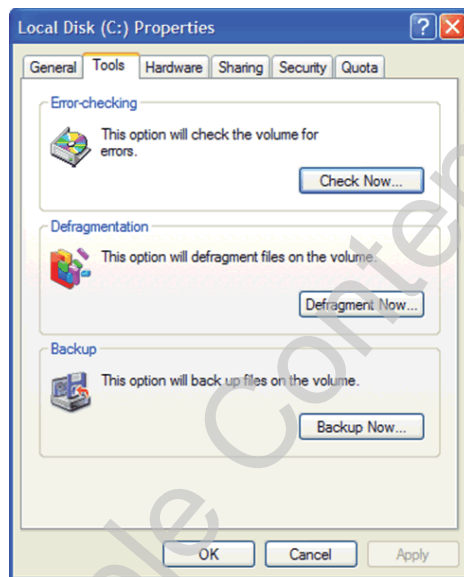 Local Disk (C:) Properties
General Tools Hardware Sharing Security Quota
Error-checking
This option will check the volume for
errors.
Check Now...
Defragmentation
This option will defragment files on the volume.
Defragment Now...
Backup
This option will back up files on the volume.
Backup Now...
OK Cancel Apply